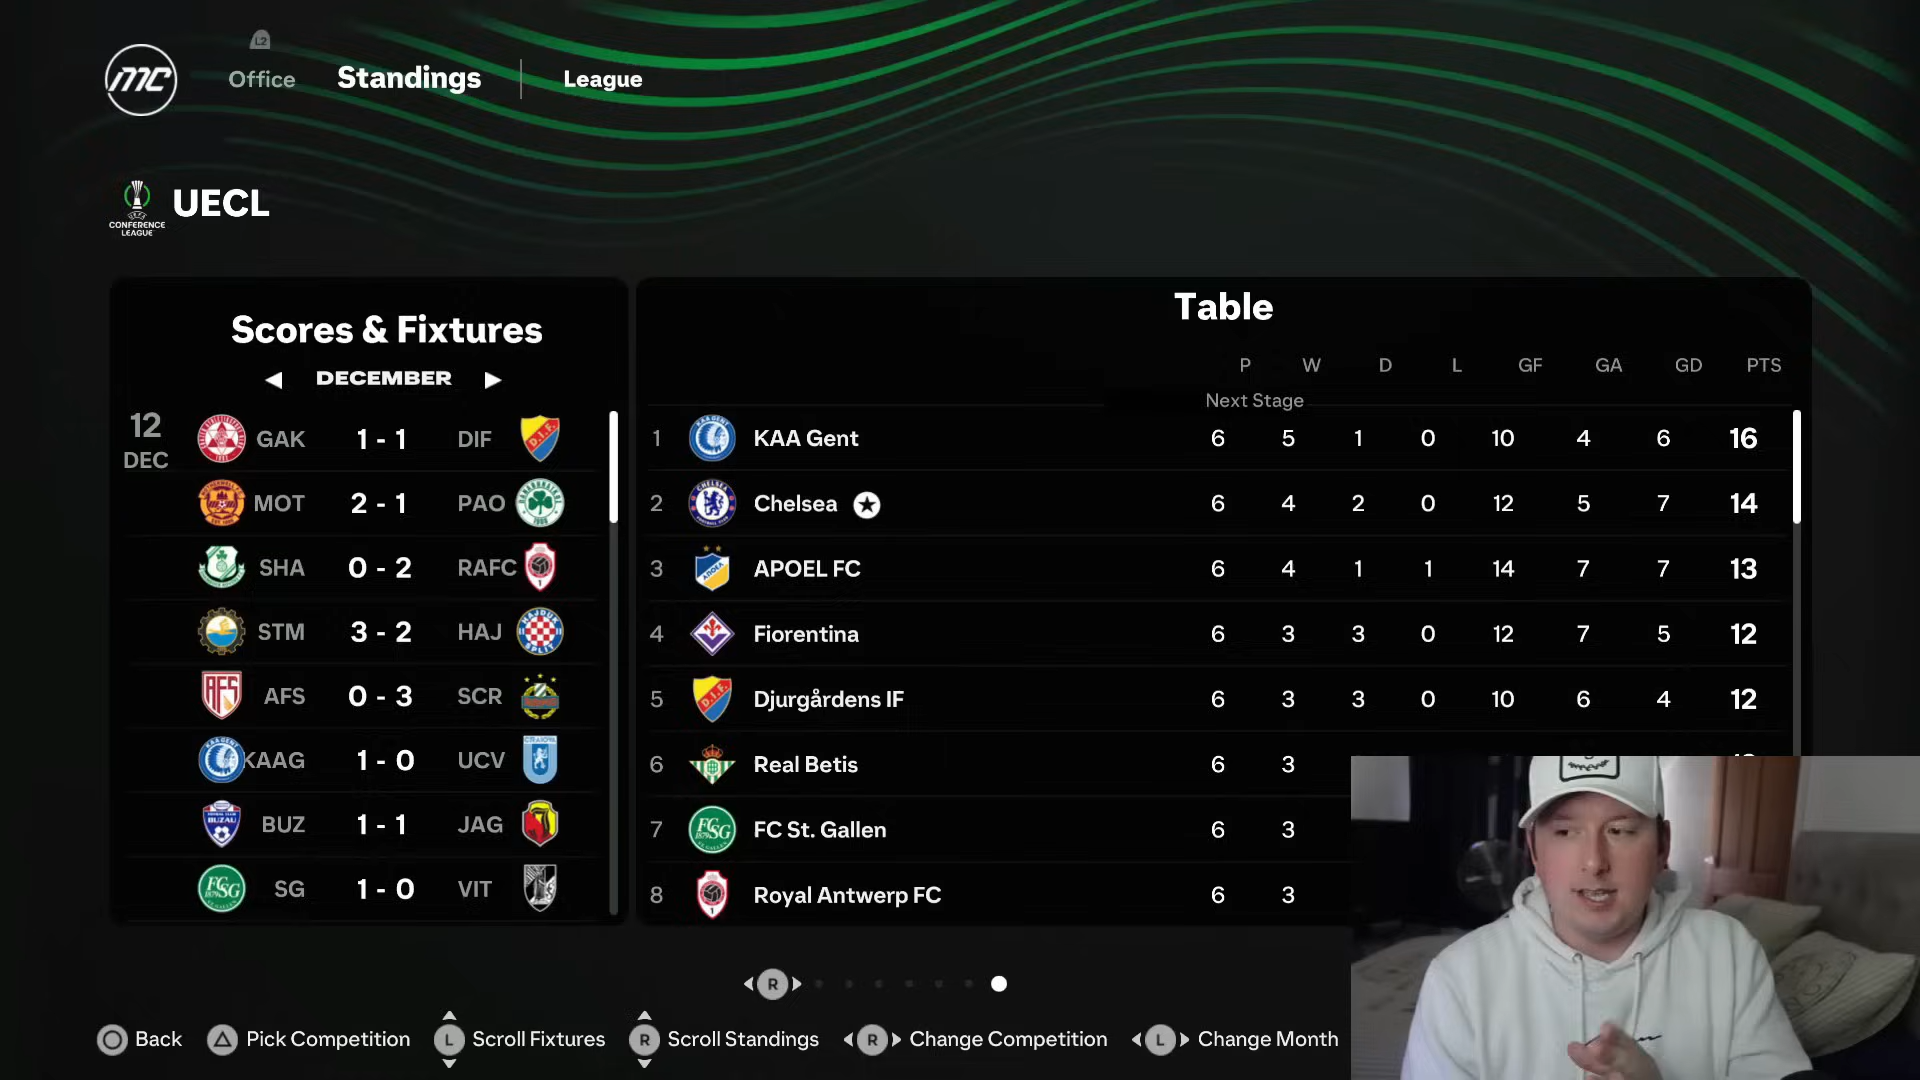 L2
MC
Office
Standings
League
CONFERENCE
LEAGUE
UECL
Scores & Fixtures
DECEMBER
12
DEC
GAK 1 - 1 DIF
MOT 2 - 1 PAO
SHA 0 - 2 RAFC
STM 3 - 2 HAJ
AFS 0 - 3 SCR
KAAG 1 - 0 UCV
BUZ 1 - 1 JAG
SG 1 - 0 VIT
Table
P W D L GF GA GD PTS
Next Stage
1 KAA Gent 6 5 1 0 10 4 6 16
2 Chelsea 6 4 2 0 12 5 7 14
3 APOEL FC 6 4 1 1 14 7 7 13
4 Fiorentina 6 3 3 0 12 7 5 12
5 Djurgårdens IF 6 3 3 0 10 6 4 12
6 Real Betis 6 3
7 FC St. Gallen 6 3
8 Royal Antwerp FC 6 3
R
Back
Pick Competition
L Scroll Fixtures
R Scroll Standings
R Change Competition
L Change Month